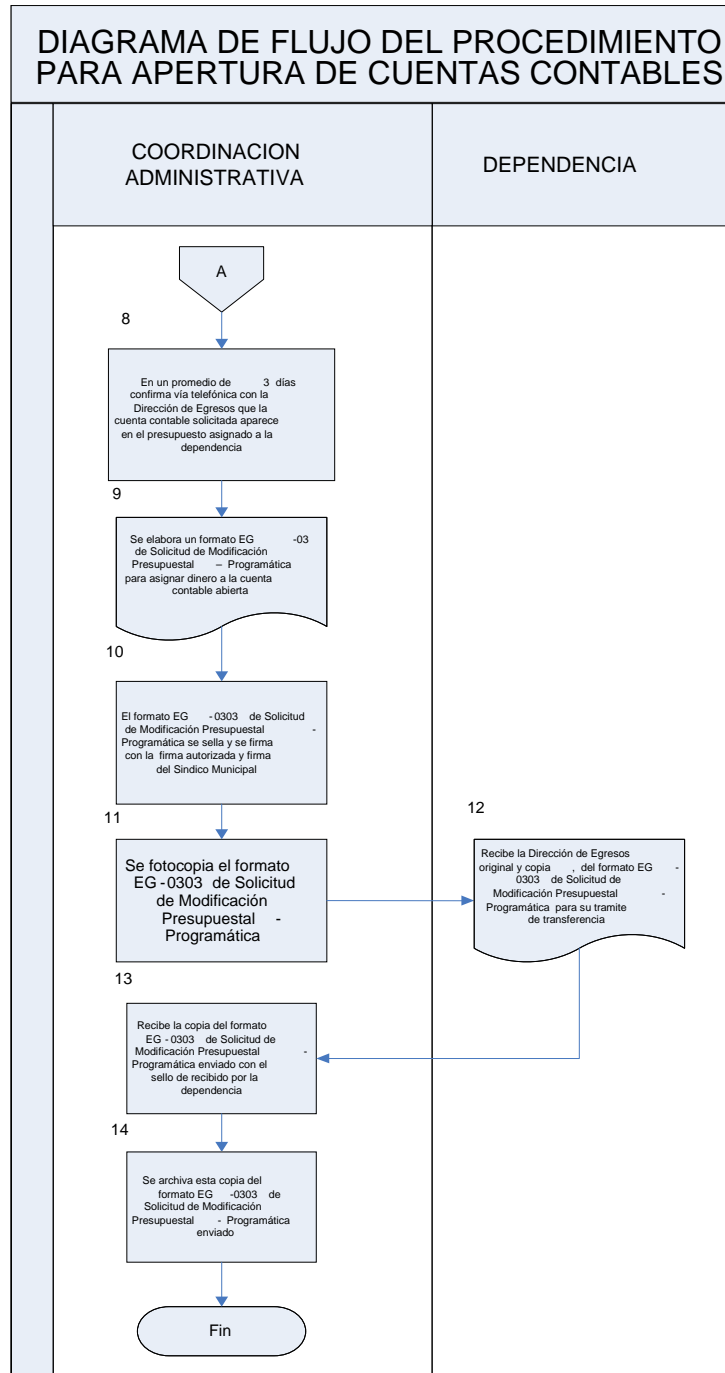 DIAGRAMA DE FLUJO DEL PROCEDIMIENTO
PARA APERTURA DE CUENTAS CONTABLES
COORDINACION
ADMINISTRATIVA
DEPENDENCIA
A
8
En un promedio de 3 días
confirma vía telefónica con la
Dirección de Egresos que la
cuenta contable solicitada aparece
en el presupuesto asignado a la
dependencia
9
Se elabora un formato EG -03
de Solicitud de Modificación
Presupuestal – Programática
para asignar dinero a la cuenta
contable abierta
10
El formato EG -0303 de Solicitud
de Modificación Presupuestal -
Programática se sella y se firma
con la firma autorizada y firma
del Sindico Municipal
11
Se fotocopia el formato
EG -0303 de Solicitud
de Modificación
Presupuestal -
Programática
12
Recibe la Dirección de Egresos
original y copia , del formato EG -
0303 de Solicitud de
Modificación Presupuestal -
Programática para su tramite
de transferencia
13
Recibe la copia del formato
EG -0303 de Solicitud de
Modificación Presupuestal -
Programática enviado con el
sello de recibido por la
dependencia
14
Se archiva esta copia del
formato EG -0303 de
Solicitud de Modificación
Presupuestal - Programática
enviado
Fin